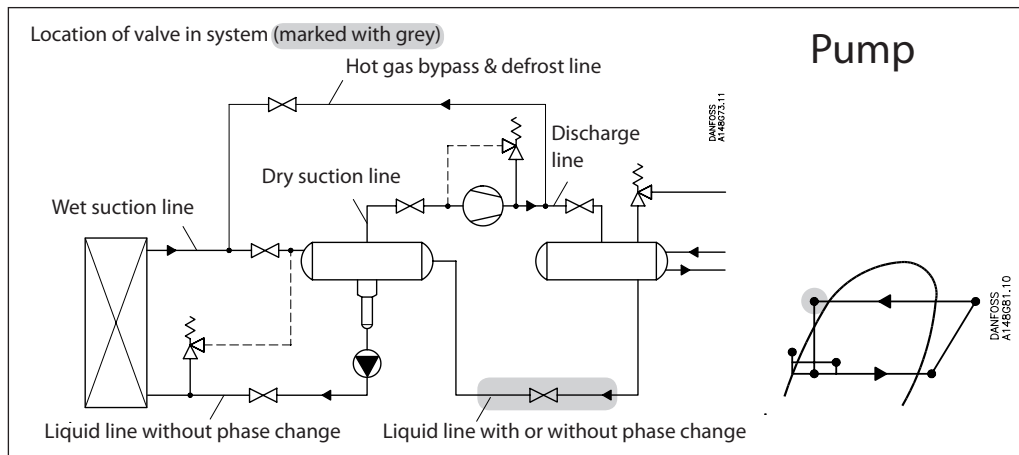 Location of valve in system (marked with grey)
Pump
Hot gas bypass & defrost line
DANFOSS
A148G73.11
Discharge
line
Dry suction line
Wet suction line
DANFOSS
A148G81.10
Liquid line without phase change
Liquid line with or without phase change